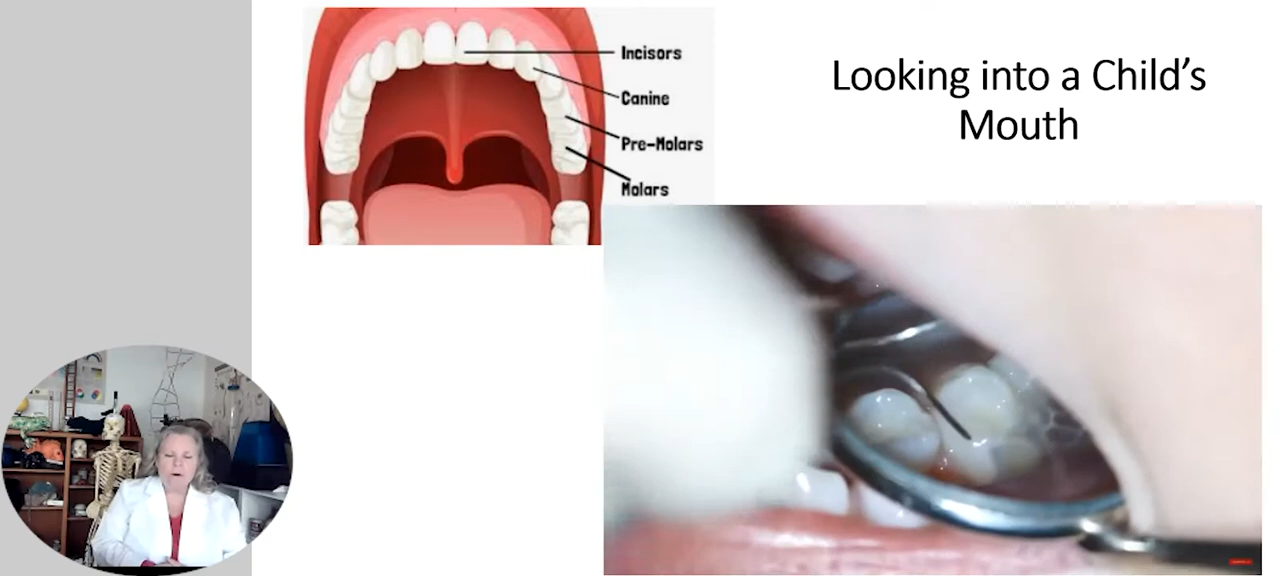 Incisors
Canine
Pre-Molars
Molars
Looking into a Child's
Mouth